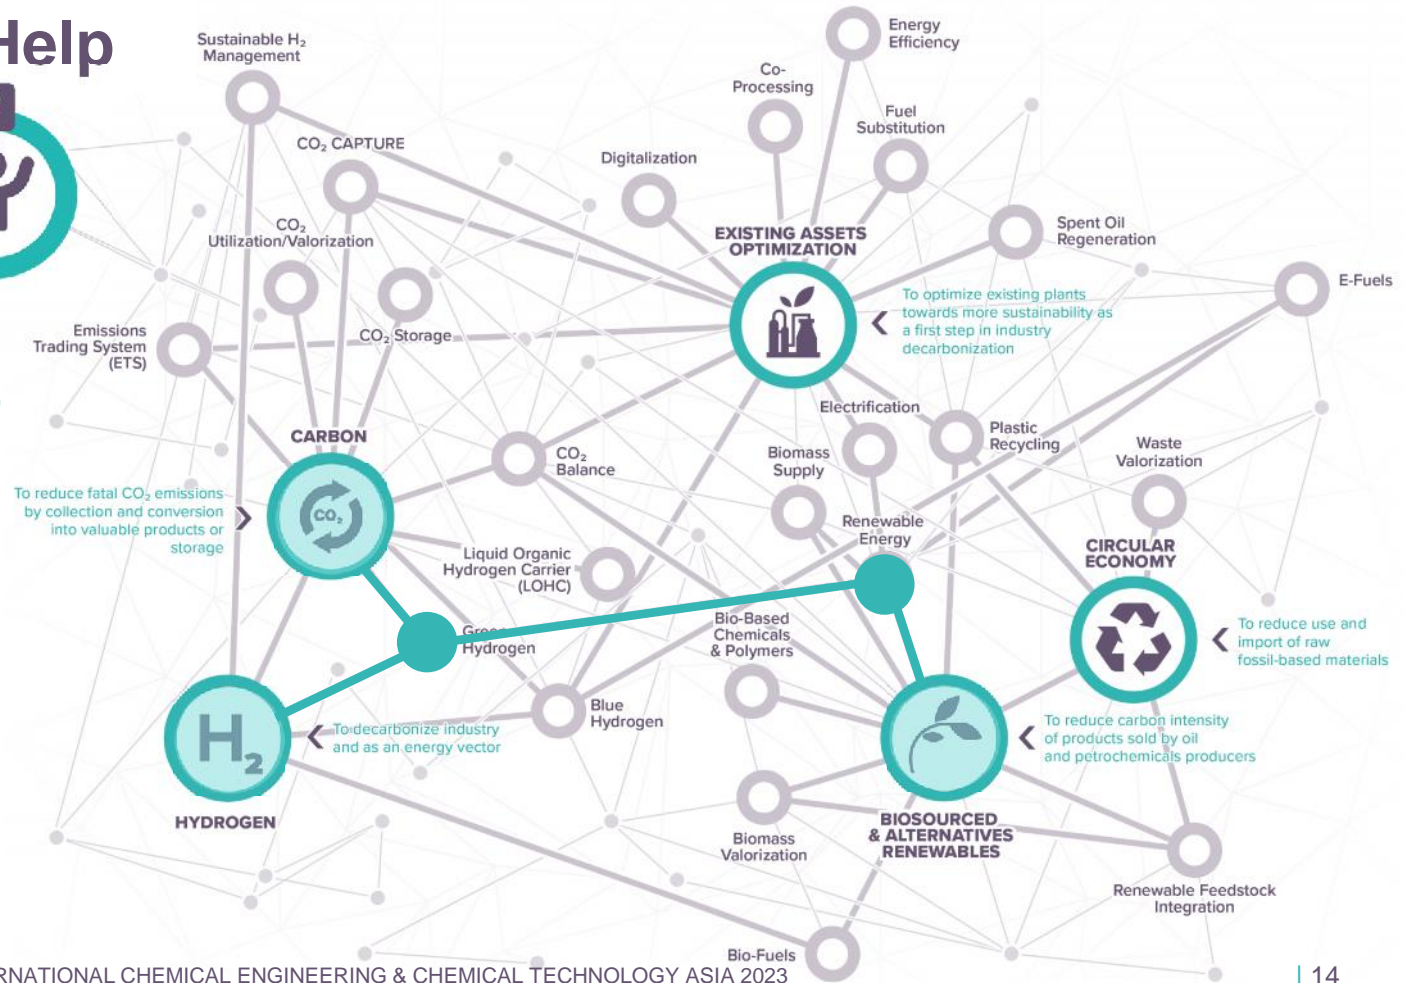 Help
Sustainable H₂
Management
CO₂ CAPTURE
CO₂
Utilization/Valorization
CO₂ Storage
Emissions
Trading System
(ETS)
Digitalization
Co-
Processing
Energy
Efficiency
Fuel
Substitution
Spent Oil
Regeneration
E-Fuels
EXISTING ASSETS
OPTIMIZATION
To optimize existing plants
towards more sustainability as
a first step in industry
decarbonization
Electrification
Plastic
Recycling
Biomass
Supply
Waste
Valorization
CARBON
CO₂
To reduce fatal CO₂ emissions
by collection and conversion
into valuable products or
storage
CO₂
Balance
Renewable
Energy
Liquid Organic
Hydrogen Carrier
(LOHC)
CIRCULAR
ECONOMY
To reduce use and
import of raw
fossil-based materials
Green
Hydrogen
Bio-Based
Chemicals
& Polymers
Blue
Hydrogen
H₂
To decarbonize industry
and as an energy vector
HYDROGEN
To reduce carbon intensity
of products sold by oil
and petrochemicals producers
BIOSOURCED
& ALTERNATIVES
RENEWABLES
Biomass
Valorization
Renewable Feedstock
Integration
Bio-Fuels
RNATIONAL CHEMICAL ENGINEERING & CHEMICAL TECHNOLOGY ASIA 2023
| 14